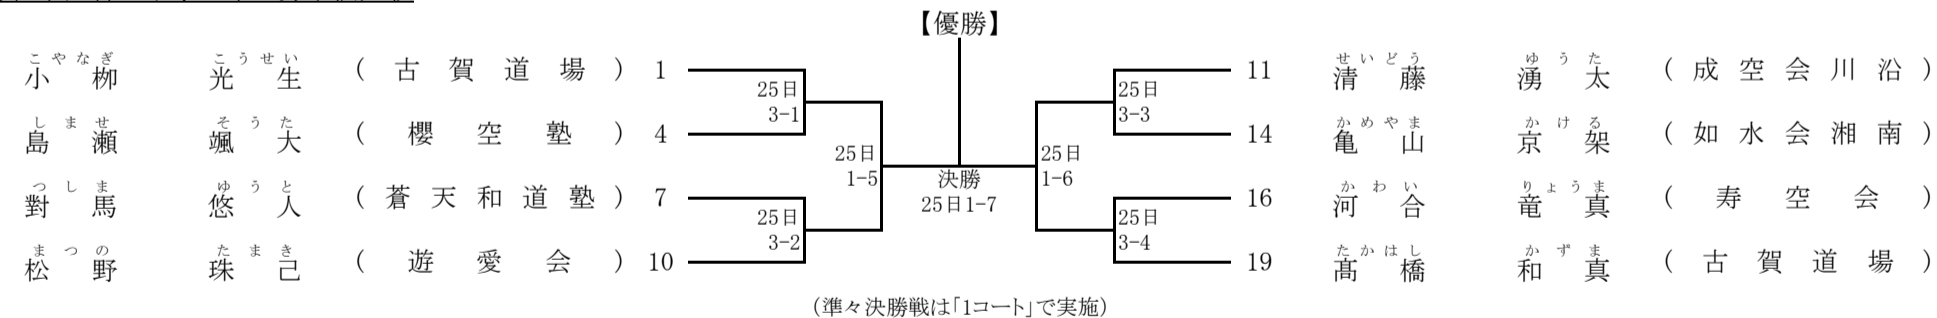 【優勝】
こやなぎ こうせい
小栁 光生 (古賀道場) 1
しませ そうた
島瀬 颯大 (櫻空塾) 4
つしま ゆうと
對馬 悠人 (蒼天和道塾) 7
まつの たまき
松野 珠己 (遊愛会) 10
25日
3-1
25日
3-2
25日
1-5
決勝
25日1-7
25日
1-6
25日
3-3
25日
3-4
せいどう ゆうた
11 清藤 湧太 (成空会川沿)
かめやま かける
14 亀山 京架 (如水会湘南)
かわい りょうま
16 河合 竜真 (寿空会)
たかはし かずま
19 髙橋 和真 (古賀道場)
(準々決勝戦は「1コート」で実施)